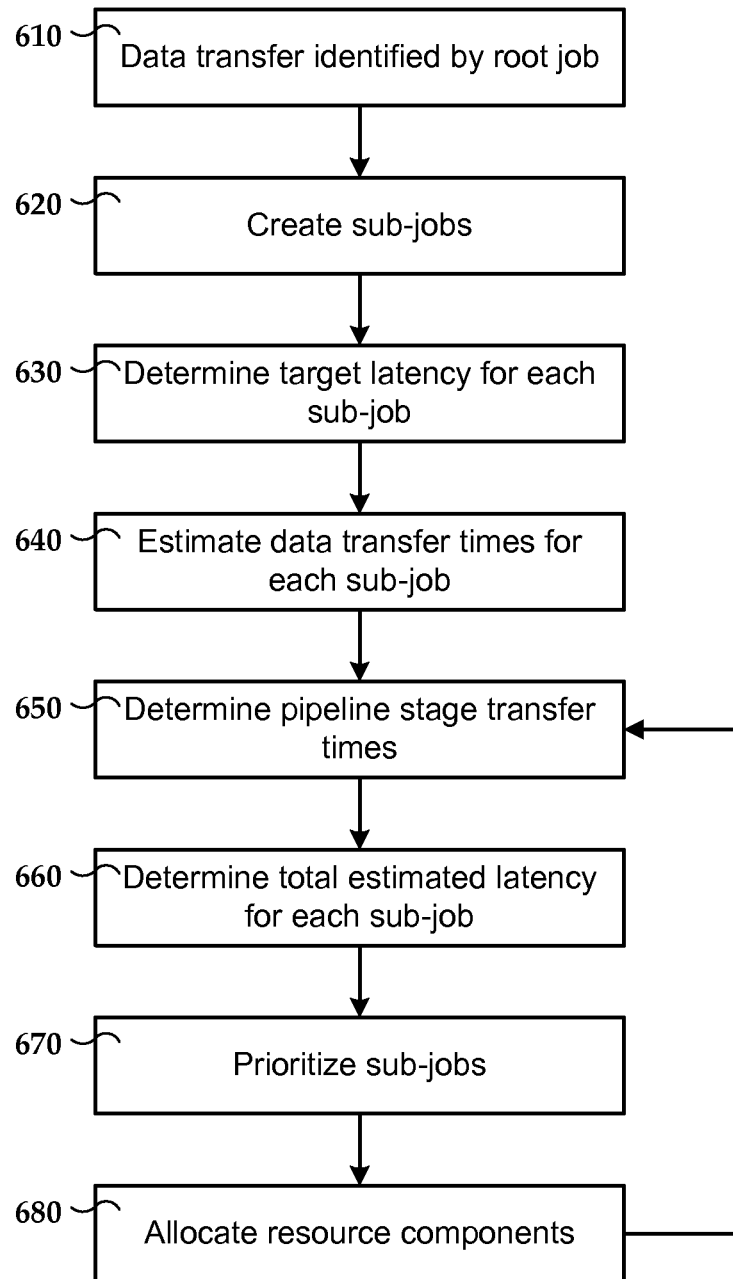 610
Data transfer identified by root job
620
Create sub-jobs
630
Determine target latency for each
sub-job
640
Estimate data transfer times for
each sub-job
650
Determine pipeline stage transfer
times
660
Determine total estimated latency
for each sub-job
670
Prioritize sub-jobs
680
Allocate resource components